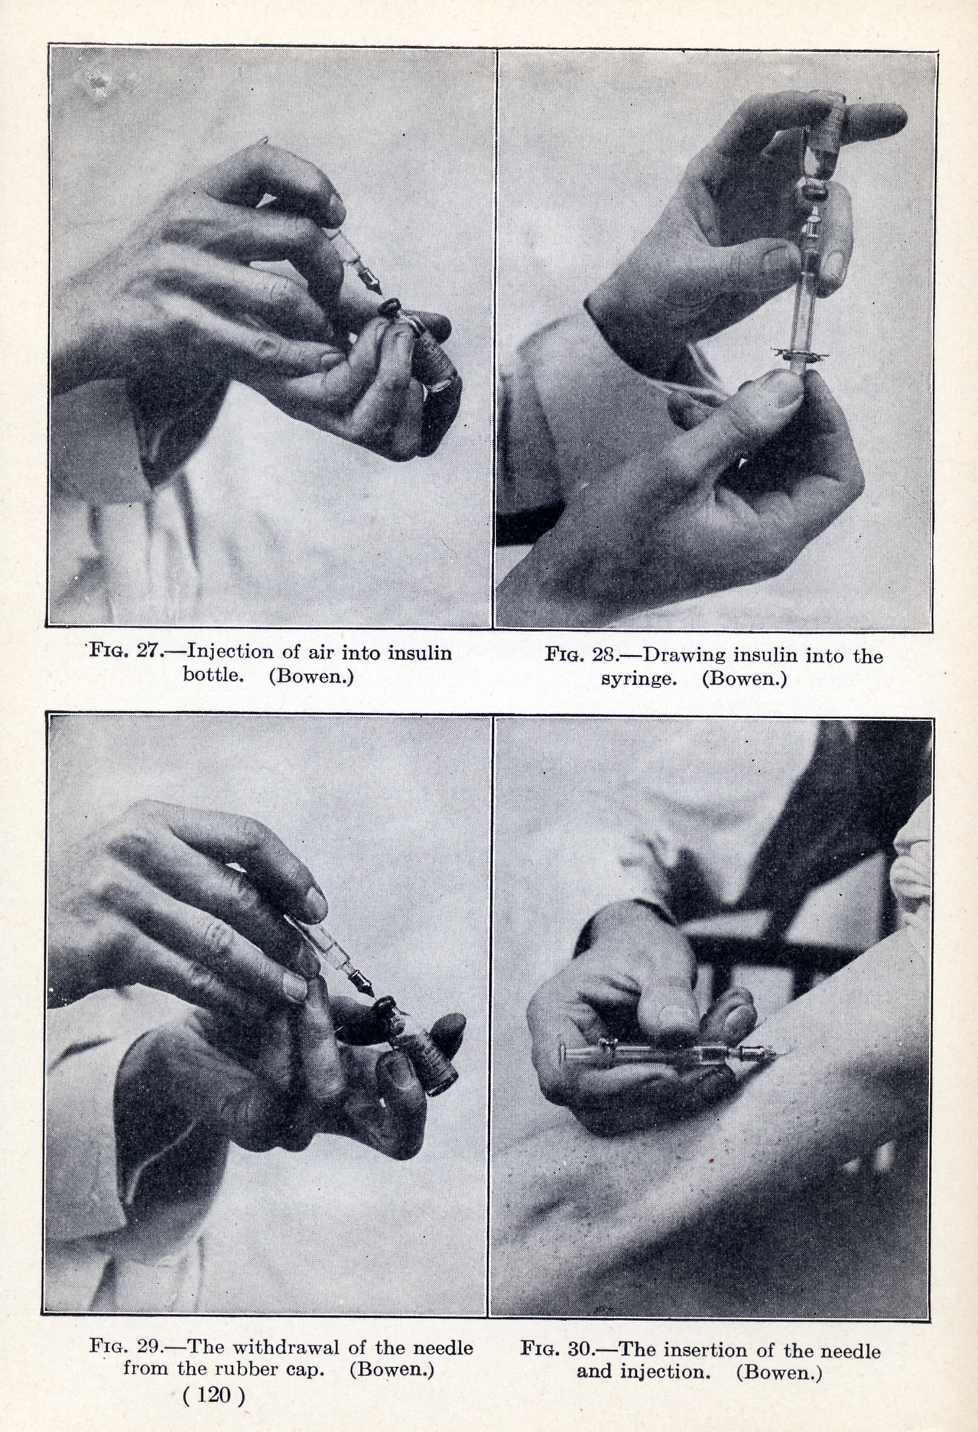 FIG. 27.—Injection of air into insulin
bottle. (Bowen.)
FIG. 28.—Drawing insulin into the
syringe. (Bowen.)
FIG. 29.—The withdrawal of the needle
from the rubber cap. (Bowen.)
FIG. 30.—The insertion of the needle
and injection. (Bowen.)
( 120 )